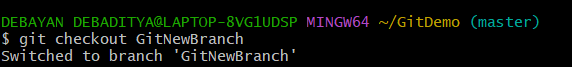 DEBAYAN DEBADITYA@LAPTOP-8VG1UDSP MINGW64 ~/GitDemo (master)
$ git checkout GitNewBranch
Switched to branch 'GitNewBranch'